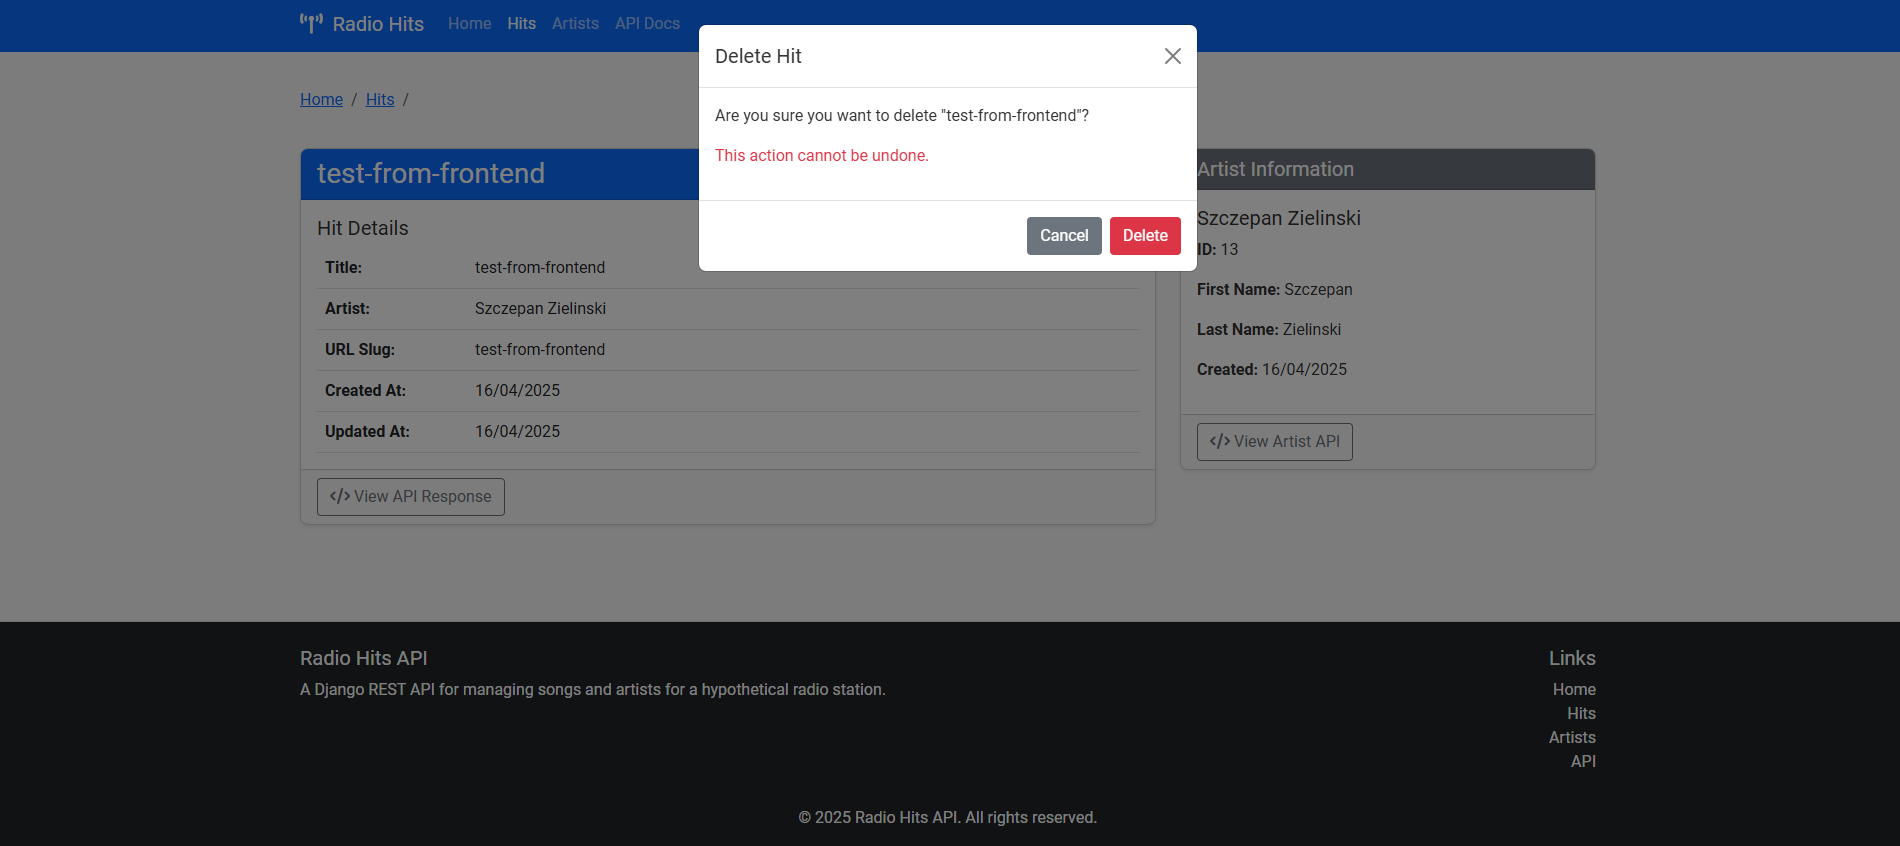 Radio Hits Home Hits Artists API Docs
Delete Hit
Are you sure you want to delete "test-from-frontend"?
This action cannot be undone.
Cancel Delete
Home / Hits /
test-from-frontend
Hit Details
Title: test-from-frontend
Artist: Szczepan Zielinski
URL Slug: test-from-frontend
Created At: 16/04/2025
Updated At: 16/04/2025
</> View API Response
Artist Information
Szczepan Zielinski
ID: 13
First Name: Szczepan
Last Name: Zielinski
Created: 16/04/2025
</> View Artist API
Radio Hits API
A Django REST API for managing songs and artists for a hypothetical radio station.
Links
Home
Hits
Artists
API
© 2025 Radio Hits API. All rights reserved.